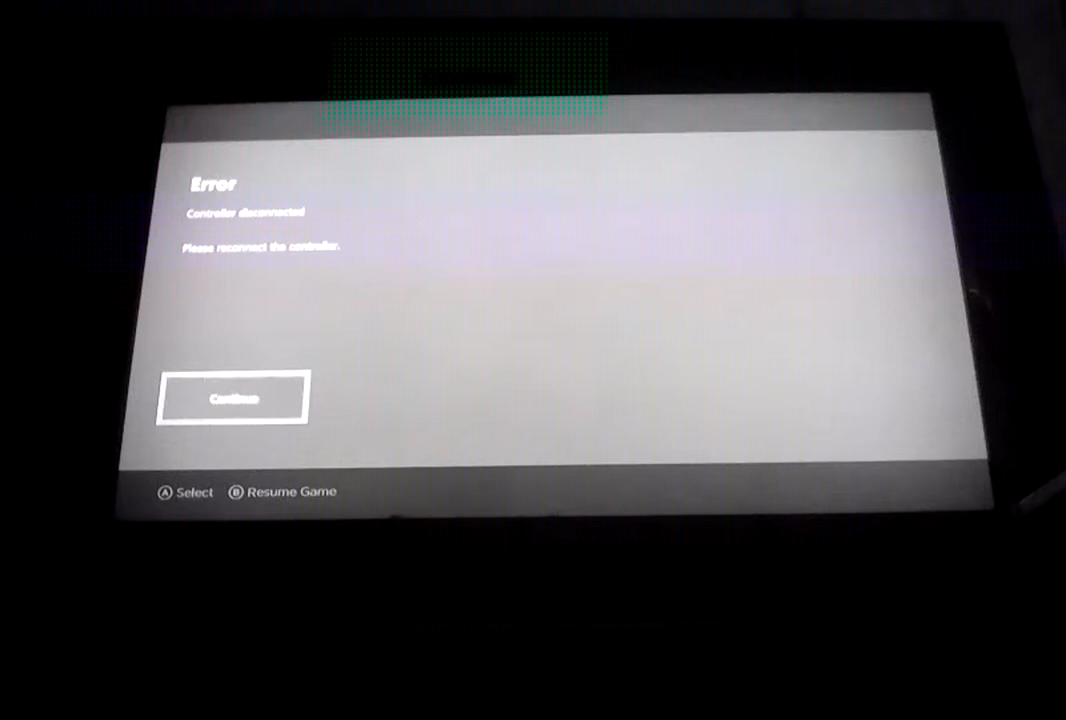 Error
Controller disconnected
Please reconnect the controller.
Continue
Ⓐ Select Ⓑ Resume Game